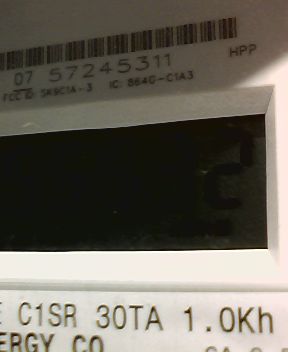 HPP
07 57245311
FCC ID: SK9C1A-3 IC: 864G-C1A3
C1SR 30TA 1.0Kh
ERGY CO